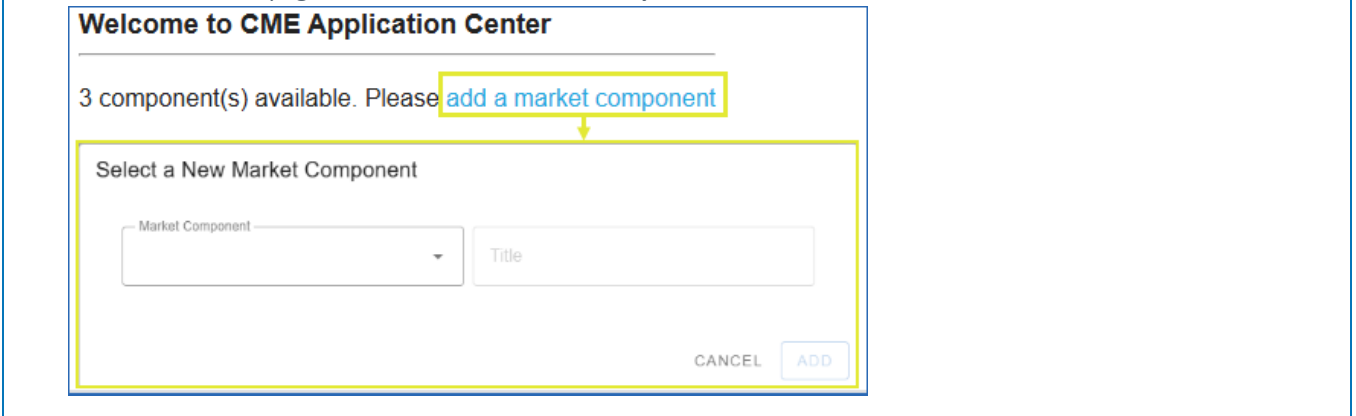 Welcome to CME Application Center
3 component(s) available. Please add a market component
Select a New Market Component
Market Component
Title
CANCEL ADD